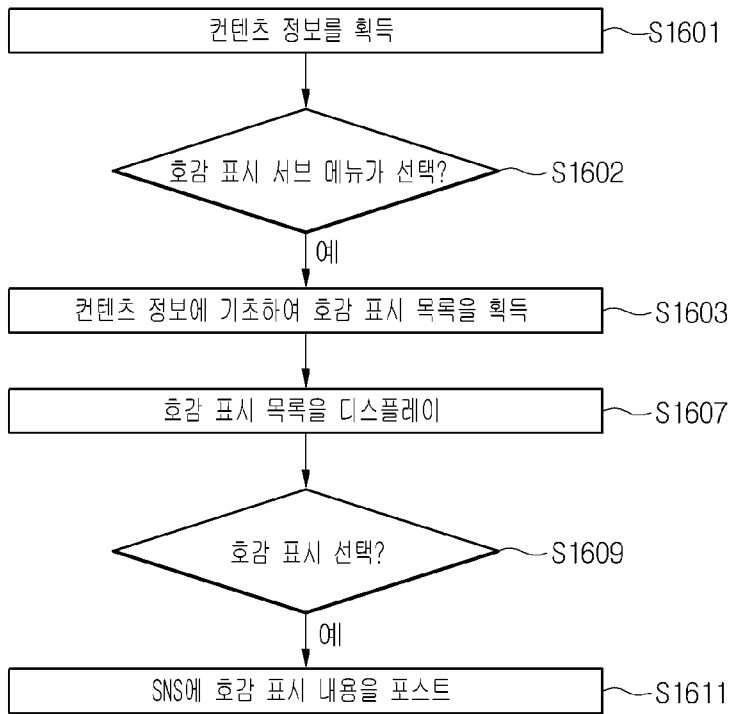 컨텐츠 정보를 획득
S1601
호감 표시 서브 메뉴가 선택?
S1602
예
컨텐츠 정보에 기초하여 호감 표시 목록을 획득
S1603
호감 표시 목록을 디스플레이
S1607
호감 표시 선택?
S1609
예
SNS에 호감 표시 내용을 포스트
S1611